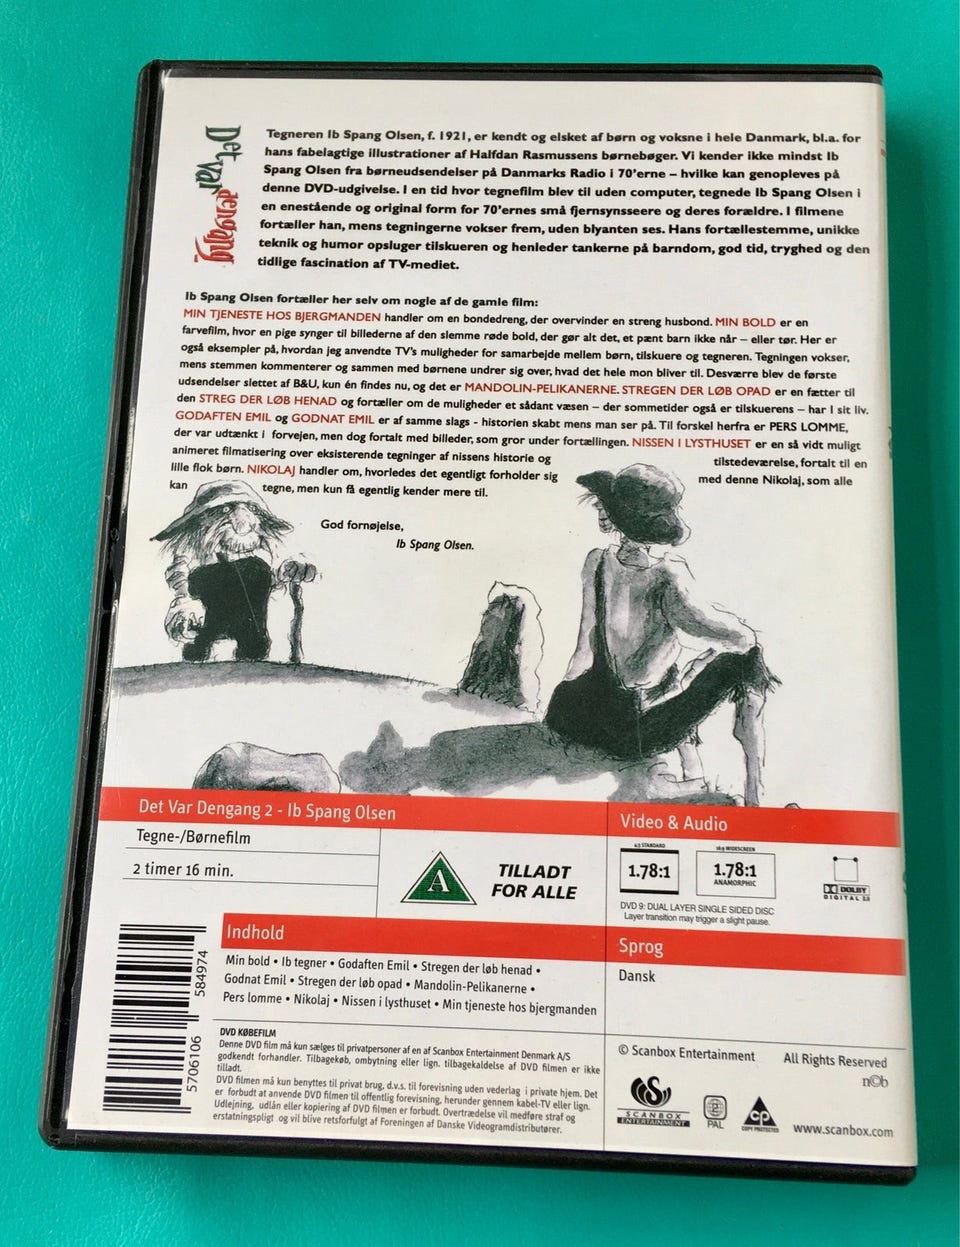 Det var dengang
Tegneren Ib Spang Olsen, f. 1921, er kendt og elsket af børn og voksne i hele Danmark, bl.a. for
hans fabelagtige illustrationer af Halfdan Rasmussens børnebøger. Vi kender ikke mindst Ib
Spang Olsen fra børneudsendelser på Danmarks Radio i 70'erne – hvilke kan genopleves på
denne DVD-udgivelse. I en tid hvor tegnefilm blev til uden computer, tegnede Ib Spang Olsen i
en enestående og original form for 70'ernes små fjernsynsseere og deres forældre. I filmene
fortæller han, mens tegningerne vokser frem, uden blyanten ses. Hans fortællestemme, unikke
teknik og humor opsluger tilskueren og henleder tankerne på barndom, god tid, tryghed og den
tidlige fascination af TV-mediet.
Ib Spang Olsen fortæller her selv om nogle af de gamle film:
MIN TJENESTE HOS BJERGMANDEN handler om en bondedreng, der overvinder en streng husbond. MIN BOLD er en
farvefilm, hvor en pige synger til billederne af den slemme røde bold, der gør alt det, et pænt barn ikke når – eller tør. Her er
også eksempler på, hvordan jeg anvendte TV's muligheder for samarbejde mellem børn, tilskuere og tegneren. Tegningen vokser,
mens stemmen kommenterer og sammen med børnene undrer sig over, hvad det hele mon bliver til. Desværre blev de første
udsendelser slettet af B&U, kun én findes nu, og det er MANDOLIN-PELIKANERNE. STREGEN DER LØB OPAD er en fætter til
den STREG DER LØB HENAD og fortæller om de muligheder et sådant væsen – der sommetider også er tilskuerens – har I sit liv.
GODAFTEN EMIL og GODNAT EMIL er af samme slags - historien skabt mens man ser på. Til forskel herfra er PERS LOMME,
der var udtænkt i forvejen, men dog fortalt med billeder, som gror under fortællingen. NISSEN I LYSTHUSET er en så vidt muligt
animeret filmatisering over eksisterende tegninger af nissens historie og tilstedeværelse, fortalt til en
lille flok børn. NIKOLAJ handler om, hvorledes det egentligt forholder sig med denne Nikolaj, som alle
kan tegne, men kun få egentlig kender mere til.
God fornøjelse,
Ib Spang Olsen.
Det Var Dengang 2 - Ib Spang Olsen
Tegne-/Børnefilm
2 timer 16 min.
A
TILLADT
FOR ALLE
Video & Audio
4:3 STANDARD
1.78:1
16:9 WIDESCREEN
1.78:1
ANAMORPHIC
DOLBY
DIGITAL 2.0
DVD 9: DUAL LAYER SINGLE SIDED DISC
Layer transition may trigger a slight pause.
Indhold
Min bold • Ib tegner • Godaften Emil • Stregen der løb henad •
Godnat Emil • Stregen der løb opad • Mandolin-Pelikanerne •
Pers lomme • Nikolaj • Nissen i lysthuset • Min tjeneste hos bjergmanden
Sprog
Dansk
5706106 584974
DVD KØBEFILM
Denne DVD film må kun sælges til privatpersoner af en af Scanbox Entertainment Denmark A/S
godkendt forhandler. Tilbagekøb, ombytning eller lign. tilbagekaldelse af DVD filmen er ikke
tilladt.
DVD filmen må kun benyttes til privat brug, d.v.s. til forevisning uden vederlag i private hjem. Det
er forbudt at anvende DVD filmen til offentlig forevisning, herunder gennem kabel-TV eller lign.
Udlejning, udlån eller kopiering af DVD filmen er forbudt. Overtrædelse vil medføre straf og
erstatningspligt og vil blive retsforfulgt af Foreningen af Danske Videogramdistributører.
© Scanbox Entertainment
All Rights Reserved
n©b
SCANBOX
ENTERTAINMENT
PAL
CP
COPY PROTECTED
www.scanbox.com